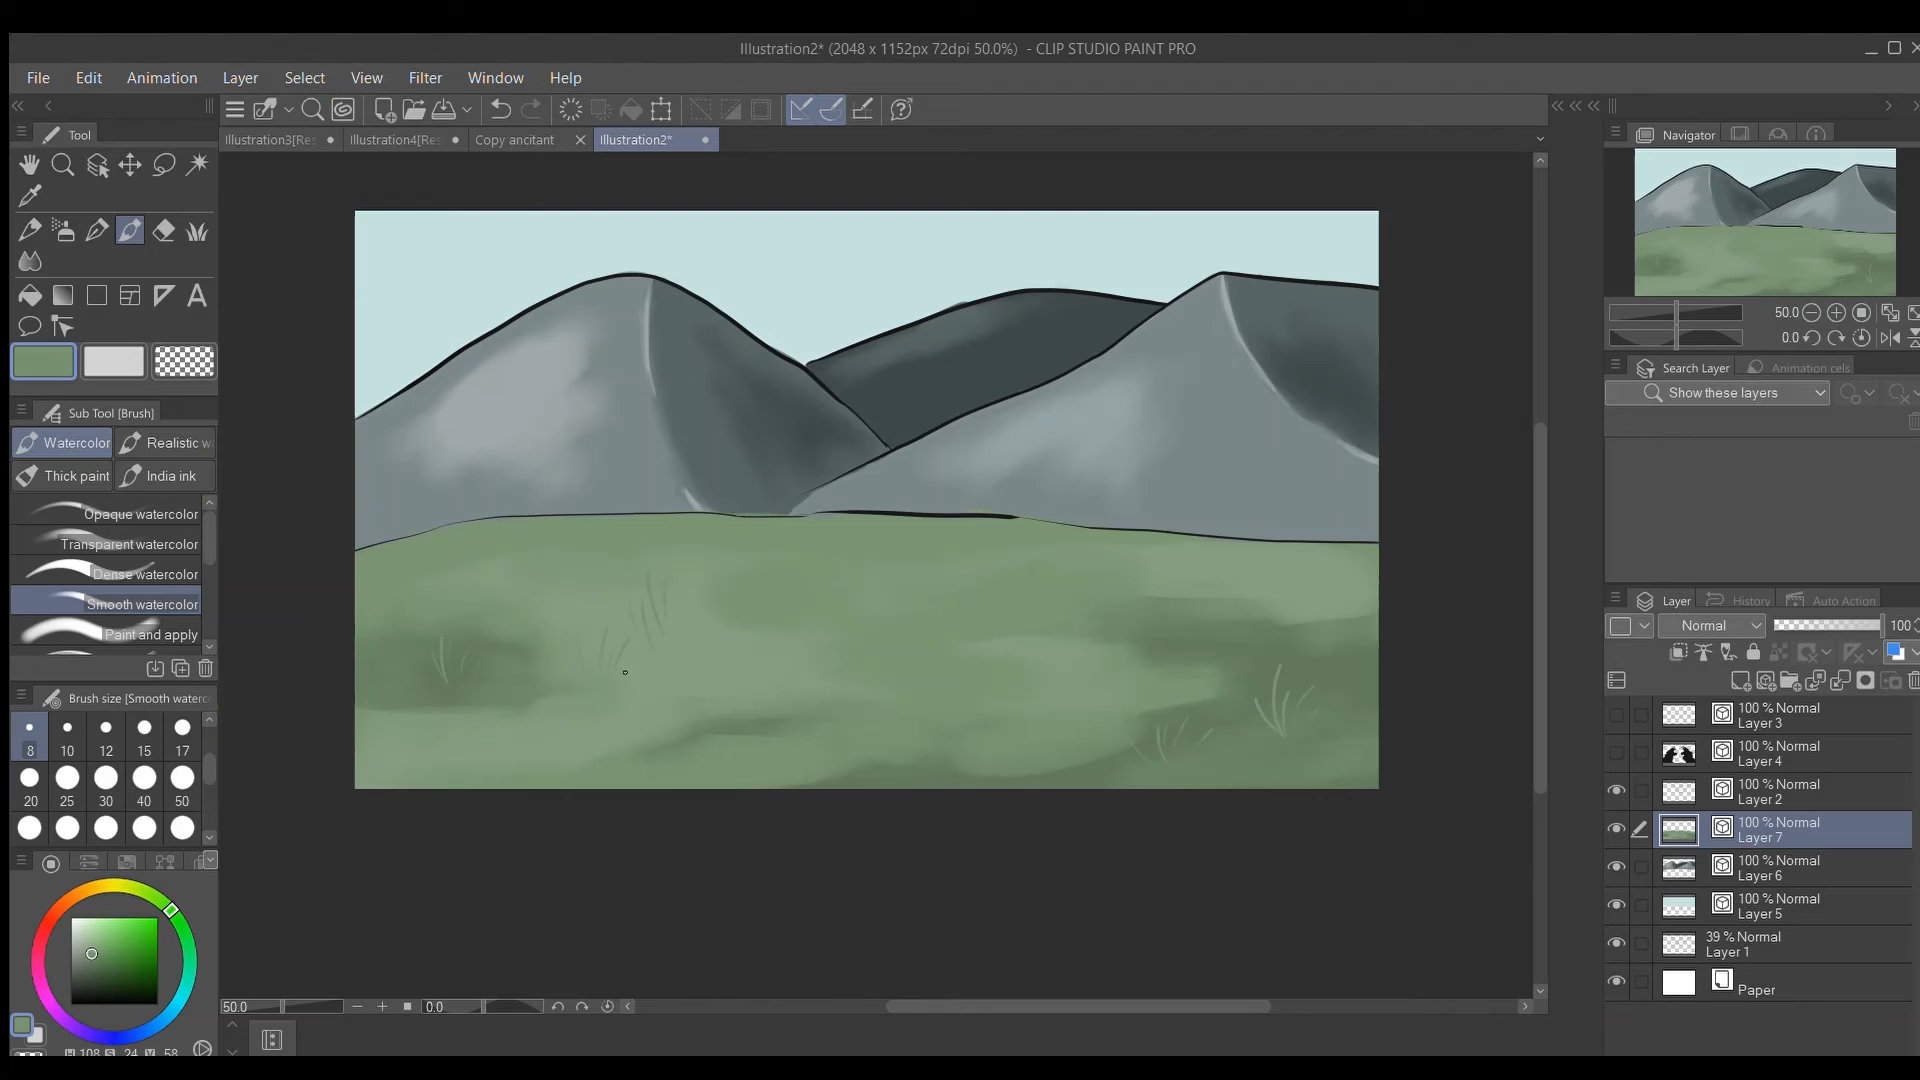 Illustration2* (2048 x 1152px 72dpi 50.0%) - CLIP STUDIO PAINT PRO
File Edit Animation Layer Select View Filter Window Help
Tool
Illustration3[Res Illustration4[Res Copy ancitant Illustration2*
Navigator
50.0
0.0
Search Layer Animation cels
Show these layers
Sub Tool [Brush]
Watercolor Realistic w
Thick paint India ink
Opaque watercolor
Transparent watercolor
Dense watercolor
Smooth watercolor
Paint and apply
Brush size [Smooth waterc
8 10 12 15 17
20 25 30 40 50
Layer History Auto Action
Normal 100
100 % Normal
Layer 3
100 % Normal
Layer 4
100 % Normal
Layer 2
100 % Normal
Layer 7
100 % Normal
Layer 6
100 % Normal
Layer 5
39 % Normal
Layer 1
Paper
50.0 0.0
H 108 S 24 V 58